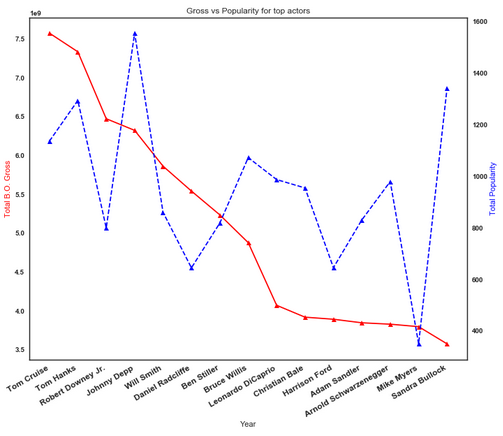 Gross vs Popularity for top actors
1e9
7.5
7.0
6.5
6.0
5.5
5.0
4.5
4.0
3.5
Total B.O. Gross
1600
1400
1200
1000
800
600
400
Total Popularity
Tom Cruise
Tom Hanks
Robert Downey Jr.
Johnny Depp
Will Smith
Daniel Radcliffe
Ben Stiller
Bruce Willis
Leonardo DiCaprio
Christian Bale
Harrison Ford
Adam Sandler
Arnold Schwarzenegger
Mike Myers
Sandra Bullock
Year